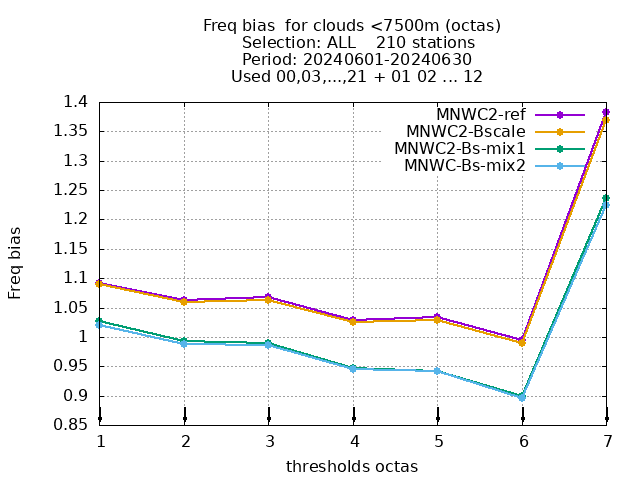 Freq bias  for clouds <7500m (octas)
Selection: ALL    210 stations
Period: 20240601-20240630
Used 00,03,...,21 + 01 02 ... 12
MNWC2-ref
MNWC2-Bscale
MNWC2-Bs-mix1
MNWC-Bs-mix2
1.4
1.35
1.3
1.25
1.2
1.15
1.1
1.05
1
0.95
0.9
0.85
Freq bias
1 2 3 4 5 6 7
thresholds octas